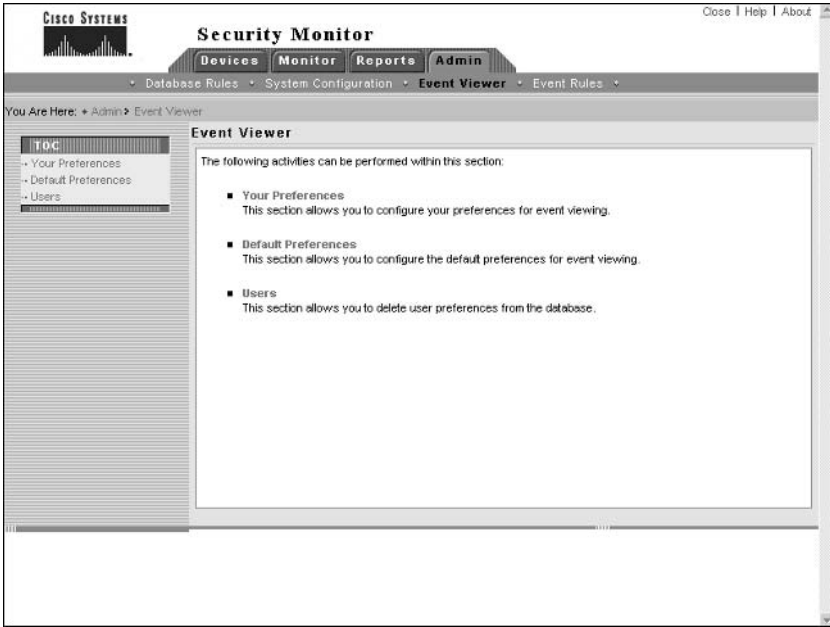 Close | Help | About
CISCO SYSTEMS
Security Monitor
Devices Monitor Reports Admin
Database Rules System Configuration Event Viewer Event Rules
You Are Here: Admin > Event Viewer
TOC
Your Preferences
Default Preferences
Users
Event Viewer
The following activities can be performed within this section:
Your Preferences
This section allows you to configure your preferences for event viewing.
Default Preferences
This section allows you to configure the default preferences for event viewing.
Users
This section allows you to delete user preferences from the database.